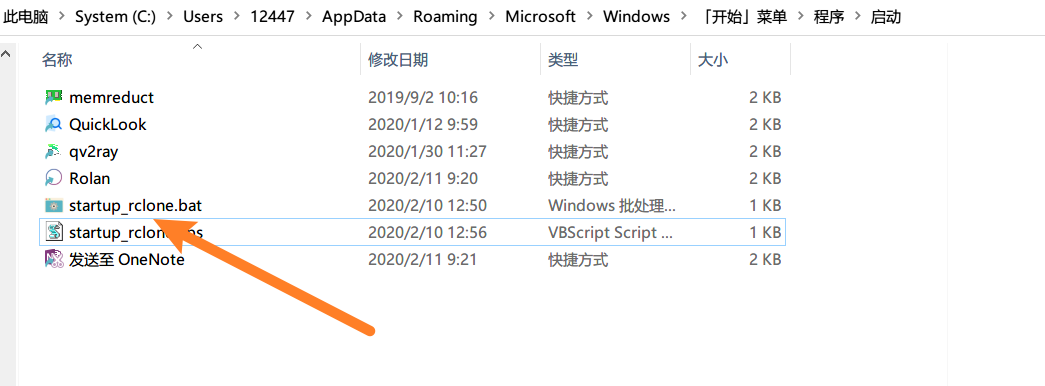 此电脑 > System (C:) > Users > 12447 > AppData > Roaming > Microsoft > Windows > 「开始」菜单 > 程序 > 启动
名称 修改日期 类型 大小
memreduct 2019/9/2 10:16 快捷方式 2 KB
QuickLook 2020/1/12 9:59 快捷方式 2 KB
qv2ray 2020/1/30 11:27 快捷方式 2 KB
Rolan 2020/2/11 9:20 快捷方式 2 KB
startup_rclone.bat 2020/2/10 12:50 Windows 批处理... 1 KB
2020/2/10 12:56 VBScript Script ... 1 KB
发送至 OneNote 2020/2/11 9:21 快捷方式 2 KB